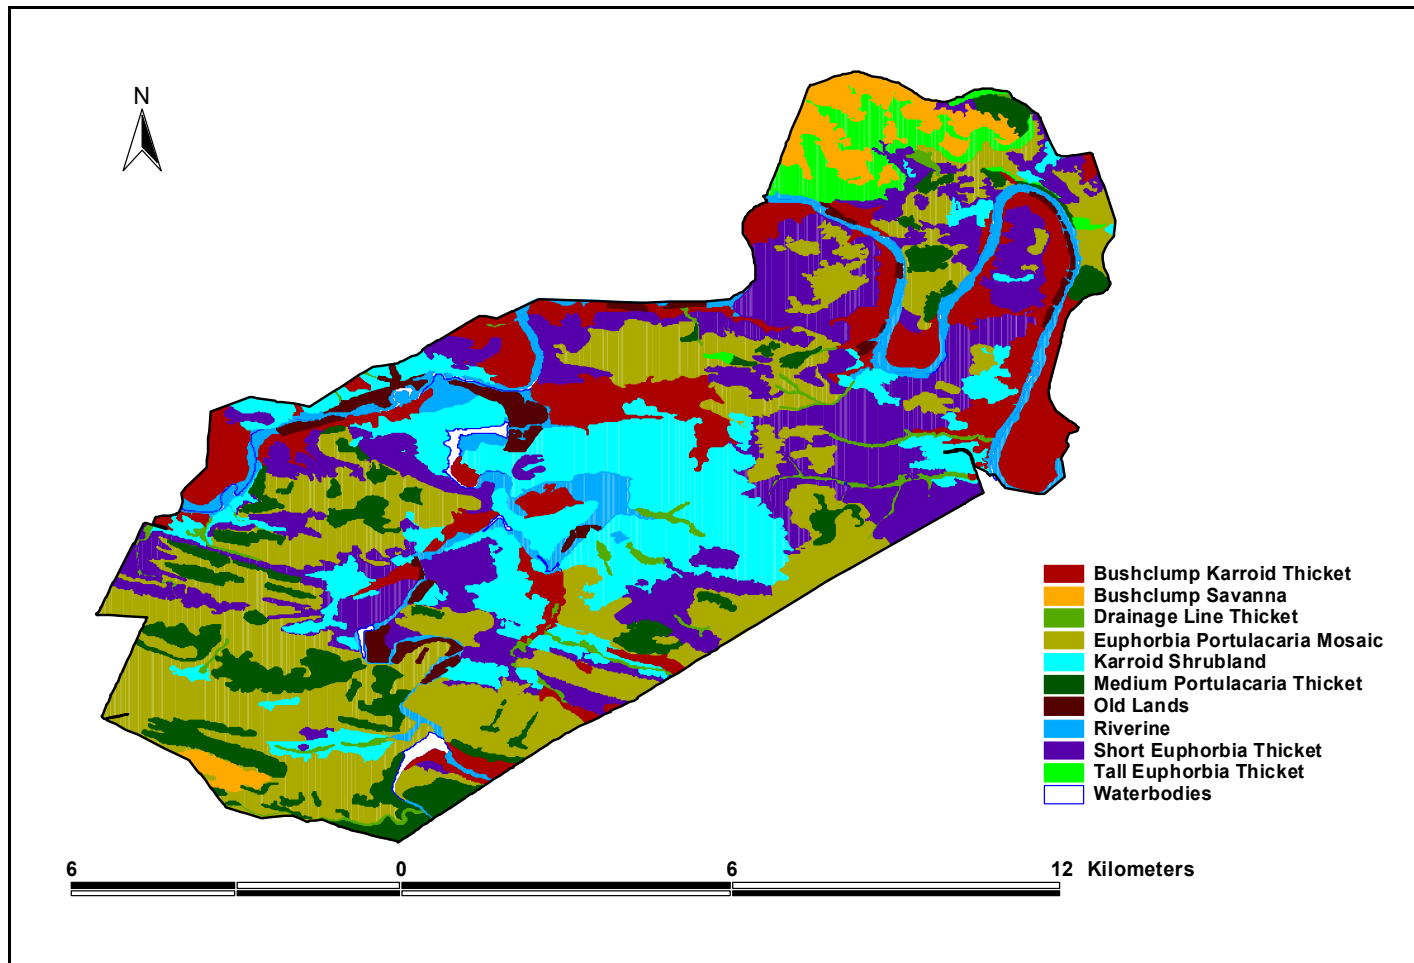 N
Bushclump Karroid Thicket
Bushclump Savanna
Drainage Line Thicket
Euphorbia Portulacaria Mosaic
Karroid Shrubland
Medium Portulacaria Thicket
Old Lands
Riverine
Short Euphorbia Thicket
Tall Euphorbia Thicket
Waterbodies
6 0 6 12 Kilometers